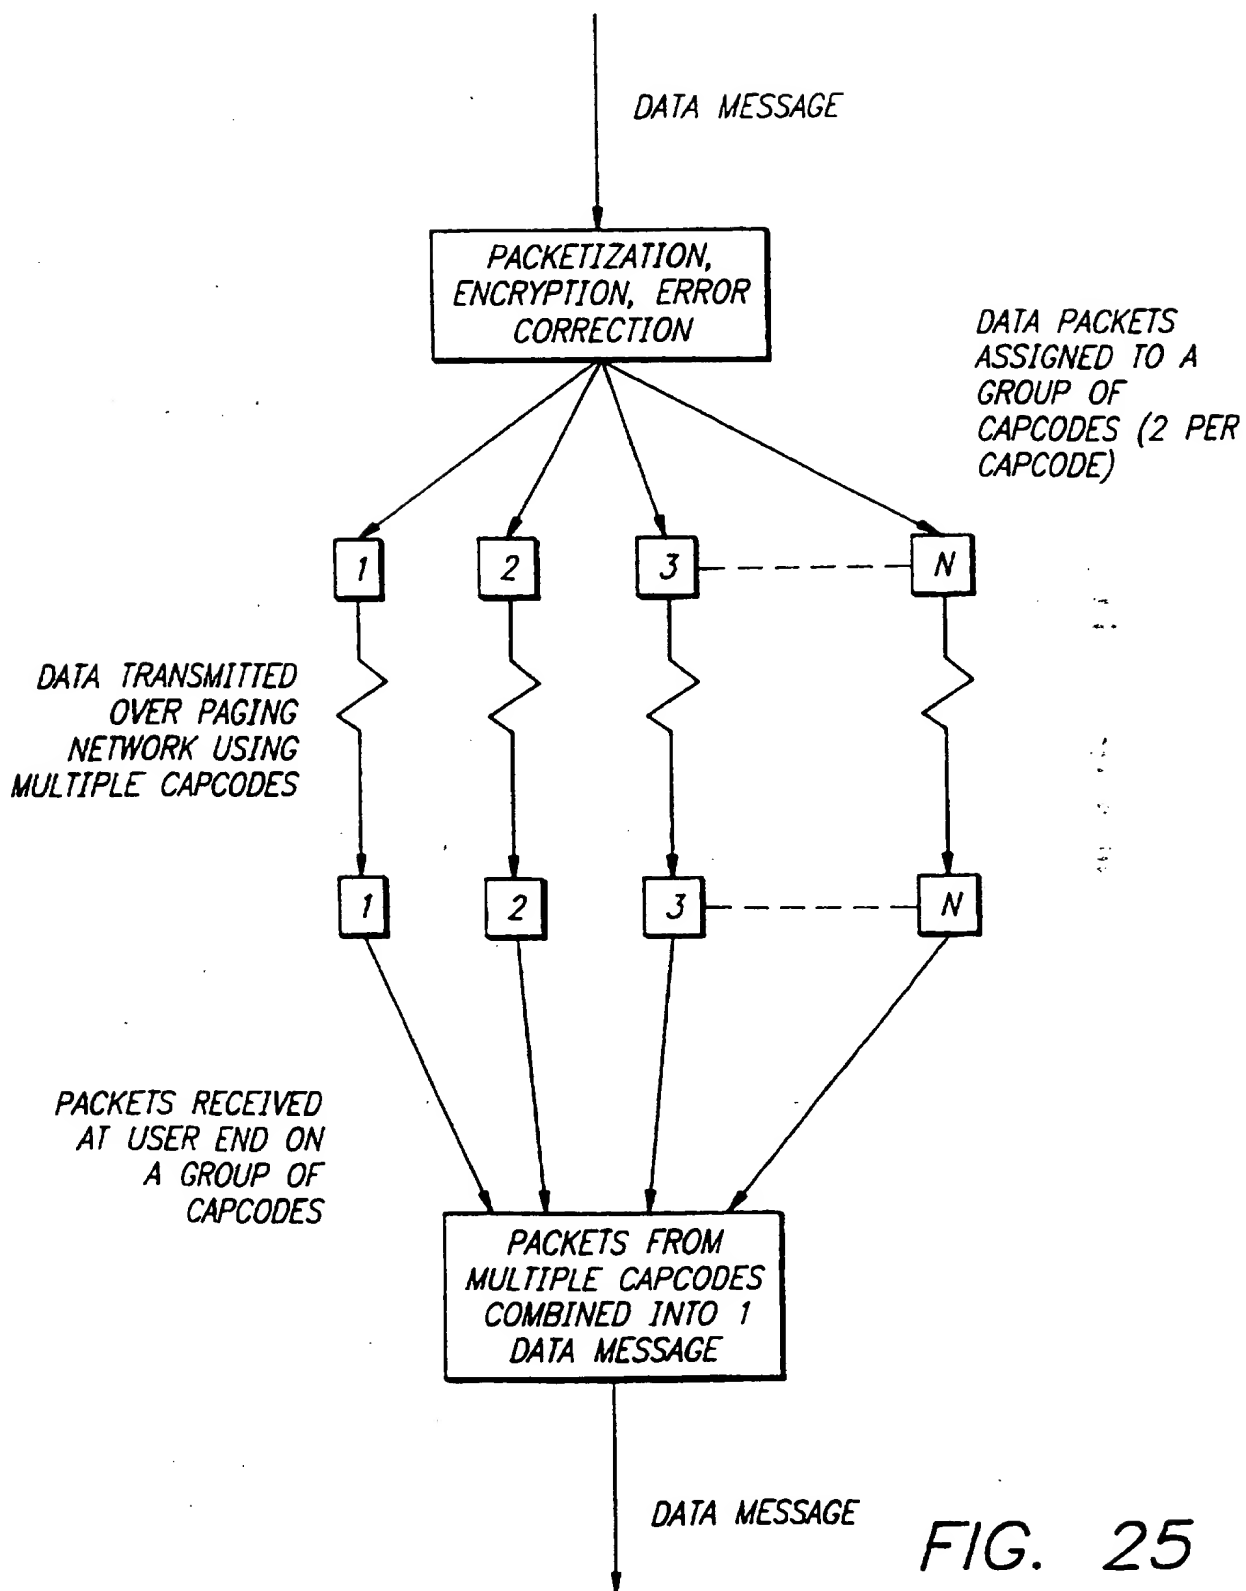 DATA MESSAGE
PACKETIZATION,
ENCRYPTION, ERROR
CORRECTION
DATA PACKETS
ASSIGNED TO A
GROUP OF
CAPCODES (2 PER
CAPCODE)
1
2
3
N
DATA TRANSMITTED
OVER PAGING
NETWORK USING
MULTIPLE CAPCODES
1
2
3
N
PACKETS RECEIVED
AT USER END ON
A GROUP OF
CAPCODES
PACKETS FROM
MULTIPLE CAPCODES
COMBINED INTO 1
DATA MESSAGE
DATA MESSAGE
FIG. 25